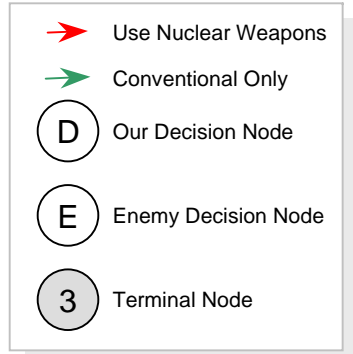 Use Nuclear Weapons
Conventional Only
D Our Decision Node
E Enemy Decision Node
3 Terminal Node